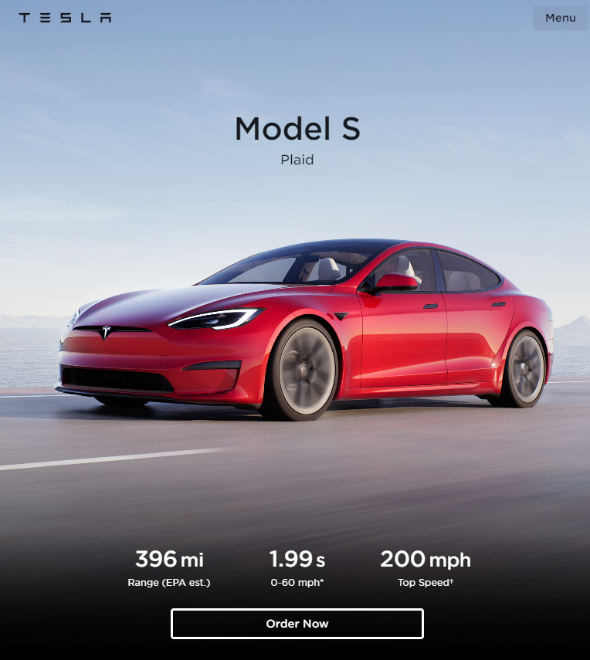 TESLA
Menu
Model S
Plaid
396 mi 1.99 s 200 mph
Range (EPA est.) 0-60 mph* Top Speed†
Order Now